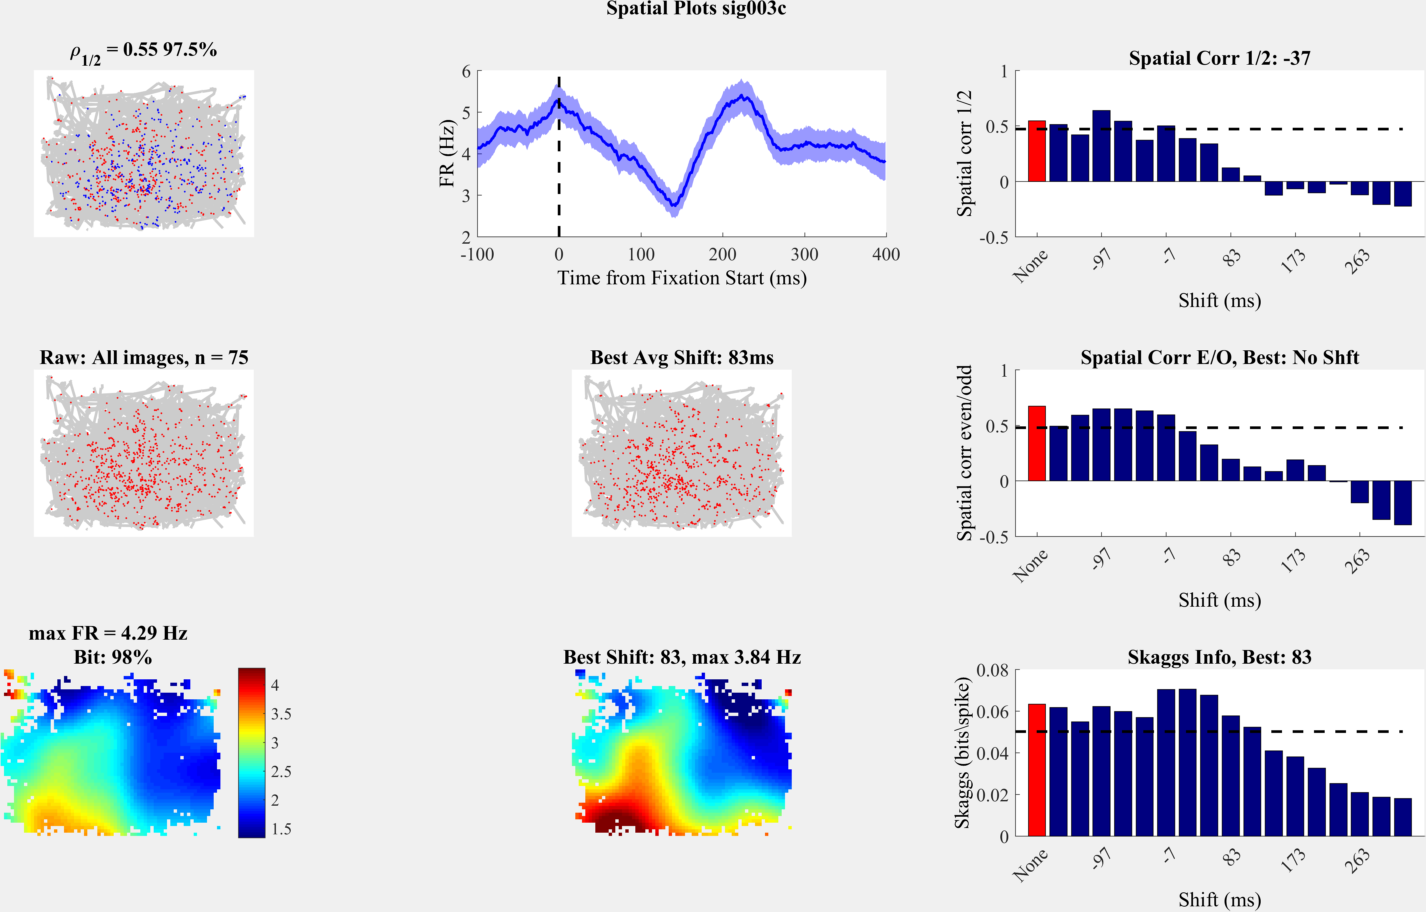 Spatial Plots sig003c
ρ1/2 = 0.55 97.5%
6
5
4
3
2
FR (Hz)
-100
0
100
200
300
400
Time from Fixation Start (ms)
Spatial Corr 1/2: -37
1
0.5
0
-0.5
Spatial corr 1/2
None
-97
-7
83
173
263
Shift (ms)
Raw: All images, n = 75
Best Avg Shift: 83ms
Spatial Corr E/O, Best: No Shft
1
0.5
0
-0.5
Spatial corr even/odd
None
-97
-7
83
173
263
Shift (ms)
max FR = 4.29 Hz
Bit: 98%
4
3.5
3
2.5
2
1.5
Best Shift: 83, max 3.84 Hz
Skaggs Info, Best: 83
0.08
0.06
0.04
0.02
0
Skaggs (bits\spike)
None
-97
-7
83
173
263
Shift (ms)